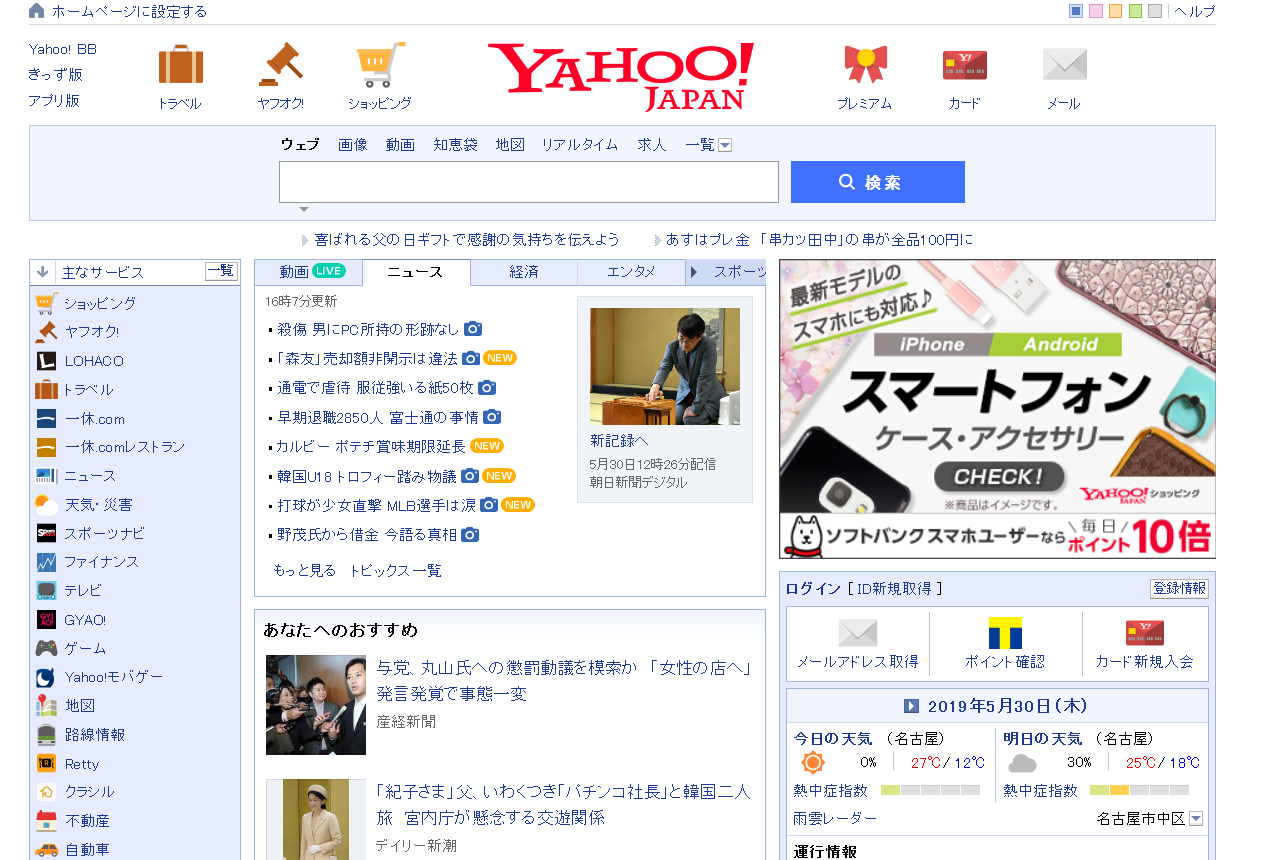 ホームページに設定する
ヘルプ
Yahoo! BB
きっず版
アプリ版
トラベル
ヤフオク!
ショッピング
YAHOO!
JAPAN
プレミアム
カード
メール
ウェブ 画像 動画 知恵袋 地図 リアルタイム 求人 一覧
検索
喜ばれる父の日ギフトで感謝の気持ちを伝えよう
あすはプレ金 「串カツ田中」の串が全品100円に
主なサービス 一覧
ショッピング
ヤフオク!
LOHACO
トラベル
一休.com
一休.comレストラン
ニュース
天気・災害
スポーツナビ
ファイナンス
テレビ
GYAO!
ゲーム
Yahoo!モバゲー
地図
路線情報
Retty
クラシル
不動産
自動車
動画 LIVE ニュース 経済 エンタメ スポーツ
16時7分更新
殺傷 男にPC所持の形跡なし
「森友」売却額非開示は違法 NEW
通電で虐待 服従強いる紙50枚
早期退職2850人 富士通の事情
カルビー ポテチ賞味期限延長 NEW
韓国U18 トロフィー踏み物議 NEW
打球が少女直撃 MLB選手は涙 NEW
野茂氏から借金 今語る真相
もっと見る トピックス一覧
新記録へ
5月30日12時26分配信
朝日新聞デジタル
あなたへのおすすめ
与党、丸山氏への懲罰動議を模索か 「女性の店へ」
発言発覚で事態一変
産経新聞
「紀子さま」父、いわくつき「パチンコ社長」と韓国二人
旅 宮内庁が懸念する交遊関係
デイリー新潮
最新モデルの
スマホにも対応♪
iPhone Android
スマートフォン
ケース・アクセサリー
CHECK!
※商品はイメージです。
YAHOO! JAPAN ショッピング
ソフトバンクスマホユーザーなら 毎日 ポイント10倍
ログイン [ ID新規取得 ] 登録情報
メールアドレス取得
ポイント確認
カード新規入会
2019年5月30日(木)
今日の天気 (名古屋)
0% 27℃/ 12℃
熱中症指数
明日の天気 (名古屋)
30% 25℃/ 18℃
熱中症指数
雨雲レーダー
名古屋市中区
運行情報